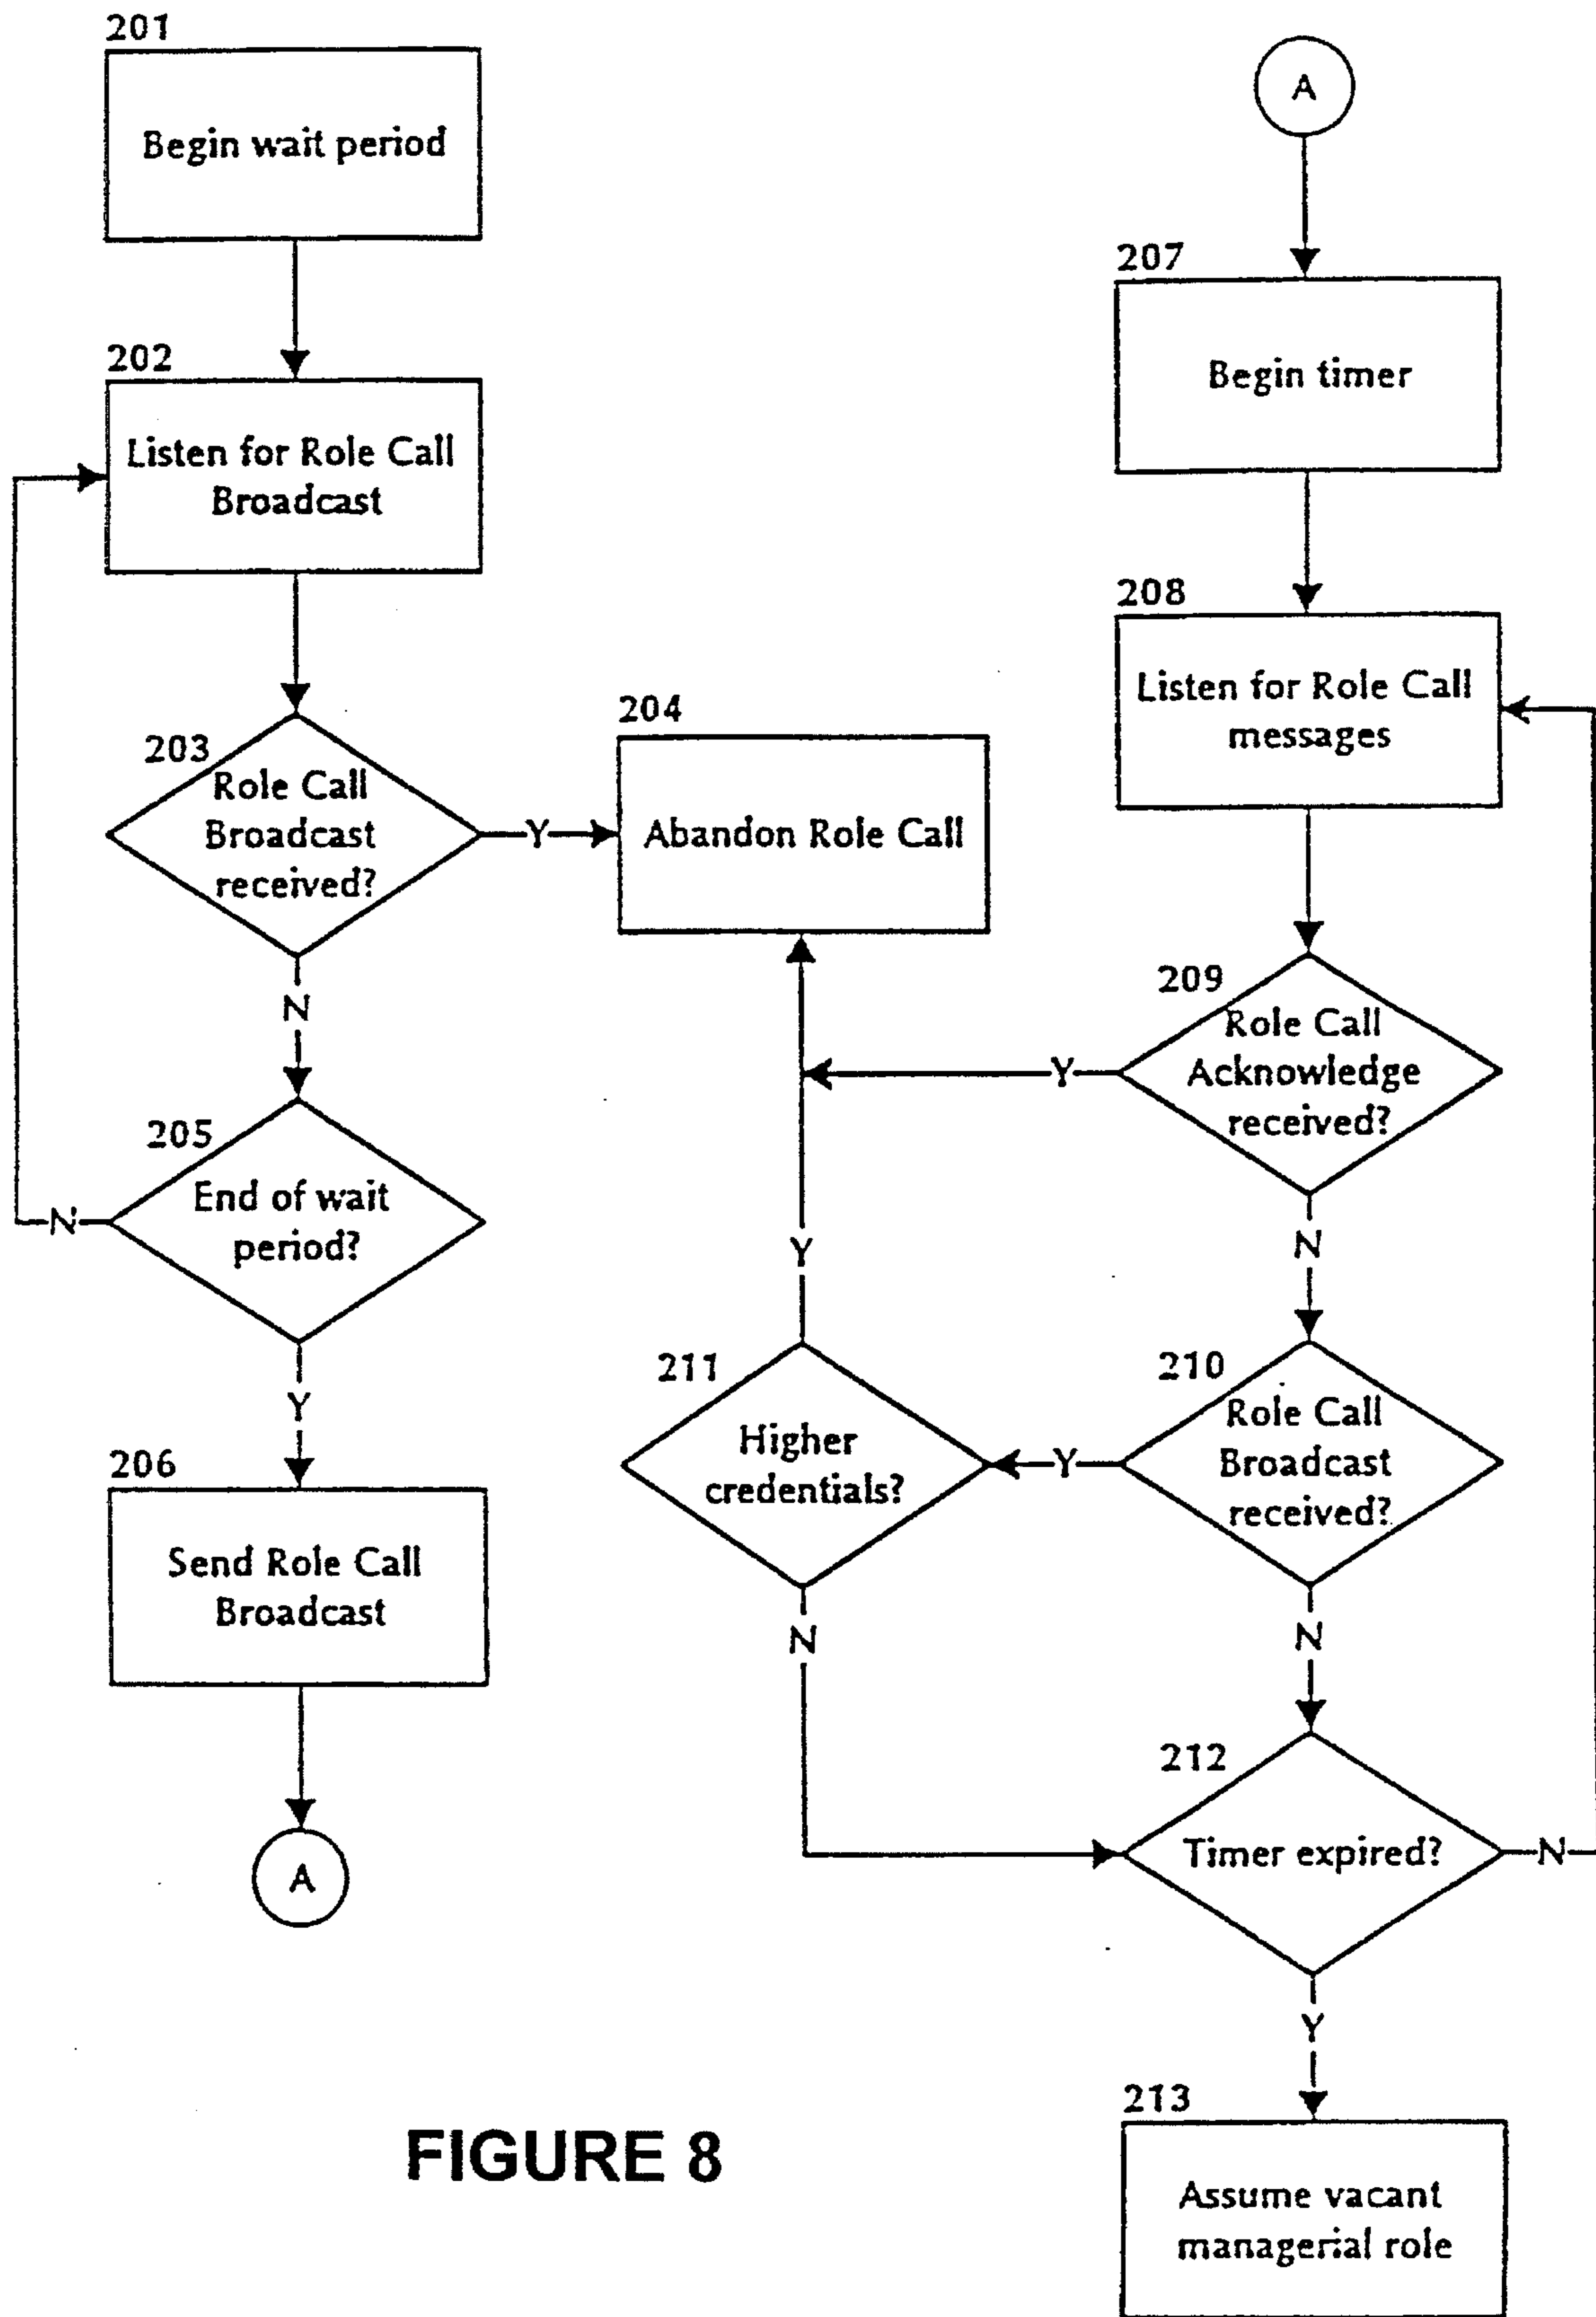 201
Begin wait period
202
Listen for Role Call
Broadcast
203
Role Call
Broadcast
received?
Y
204
Abandon Role Call
N
205
End of wait
period?
N
Y
206
Send Role Call
Broadcast
A
A
207
Begin timer
208
Listen for Role Call
messages
209
Role Call
Acknowledge
received?
Y
N
210
Role Call
Broadcast
received?
Y
211
Higher
credentials?
Y
N
N
212
Timer expired?
N
Y
213
Assume vacant
managerial role
FIGURE 8